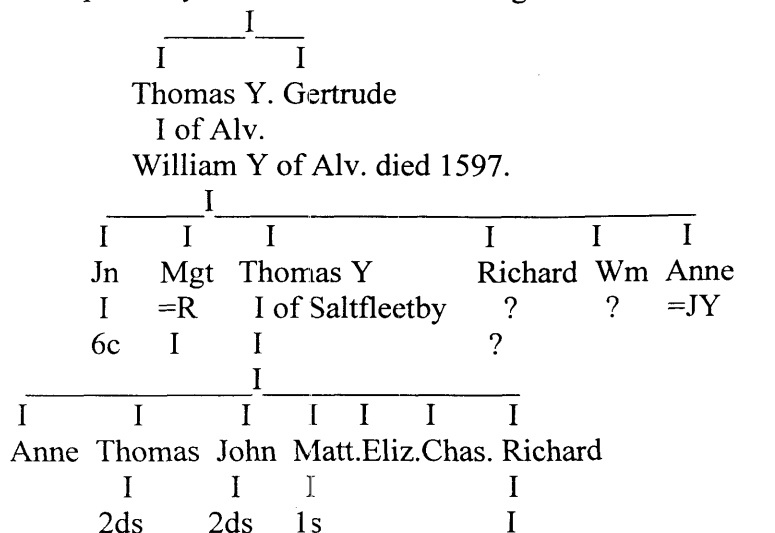 I
I I
Thomas Y. Gertrude
I of Alv.
William Y of Alv. died 1597.
I
I I I I I I
Jn Mgt Thomas Y Richard Wm Anne
I =R I of Saltfleetby ? ? =JY
6c I I ?
I
I I I I I I I
Anne Thomas John Matt.Eliz.Chas. Richard
I I I I
2ds 2ds 1s I